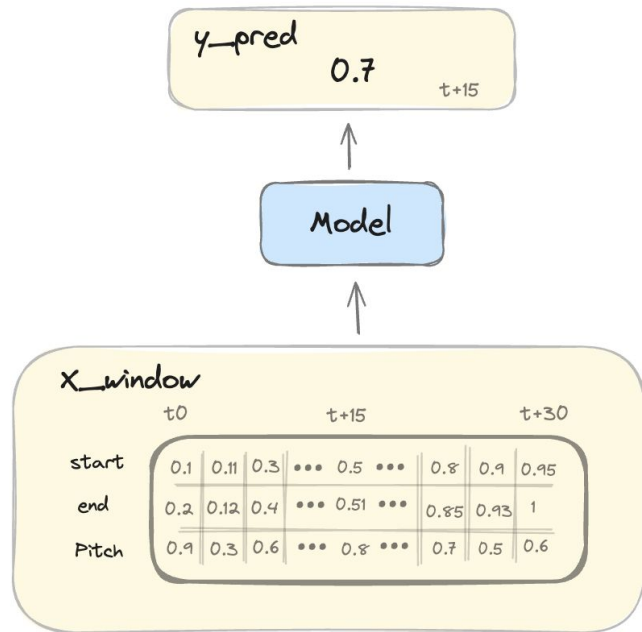 y_pred
0.7
t+15
Model
X_window
t0 t+15 t+30
start 0.1 0.11 0.3 ••• 0.5 ••• 0.8 0.9 0.95
end 0.2 0.12 0.4 ••• 0.51 ••• 0.85 0.93 1
Pitch 0.9 0.3 0.6 ••• 0.8 ••• 0.7 0.5 0.6